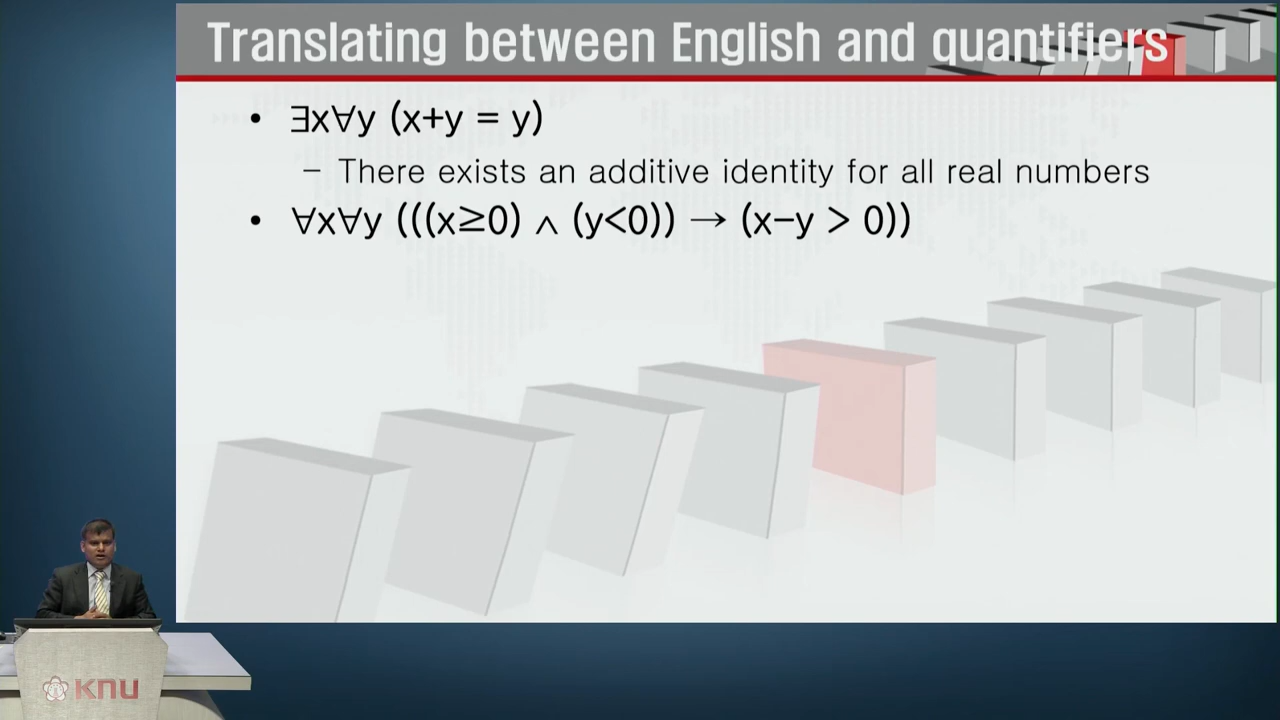 Translating between English and quantifiers
• ∃x∀y (x+y = y)
– There exists an additive identity for all real numbers
• ∀x∀y (((x≥0) ∧ (y<0)) → (x−y > 0))
KNU